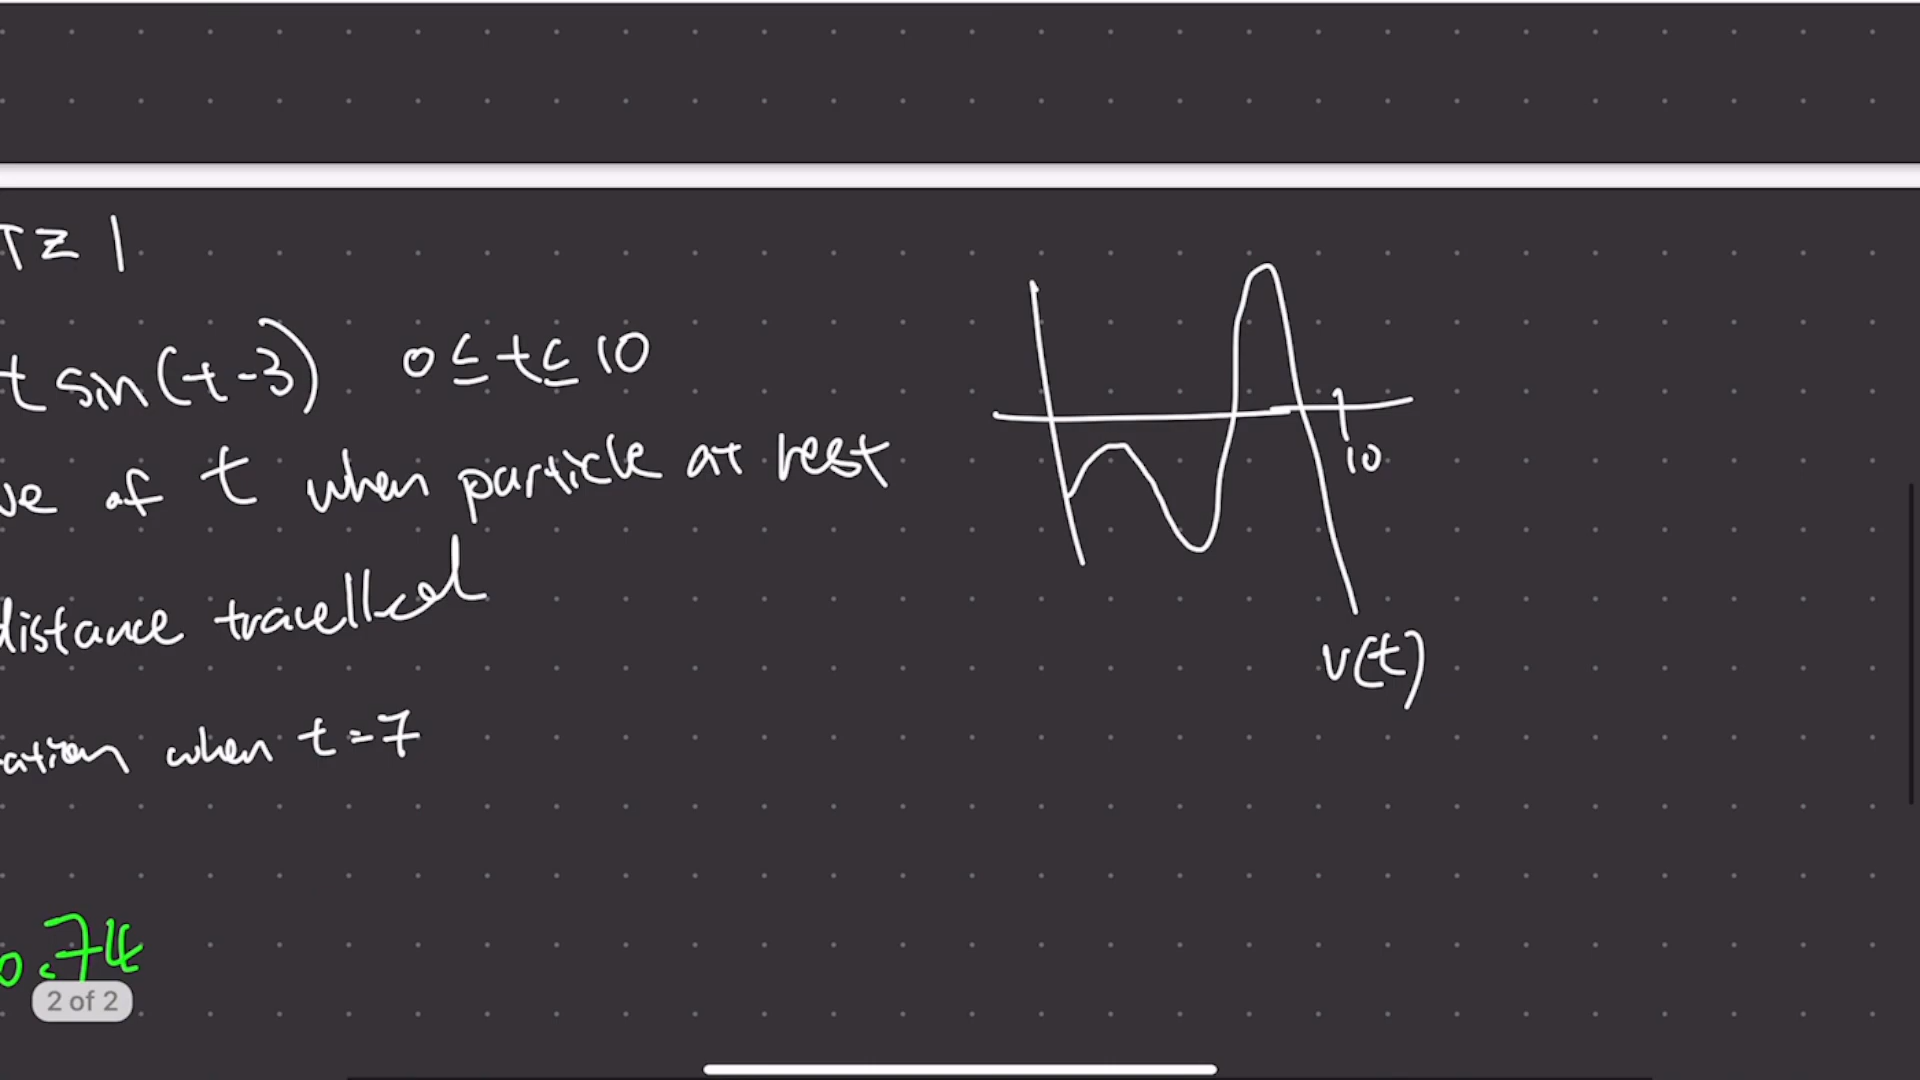 TZ 1
t sin(t-3) 0 ≤ t ≤ 10
ve of t when particle at rest
distance travelled
ation when t=7
10
v(t)
0.74
2 of 2